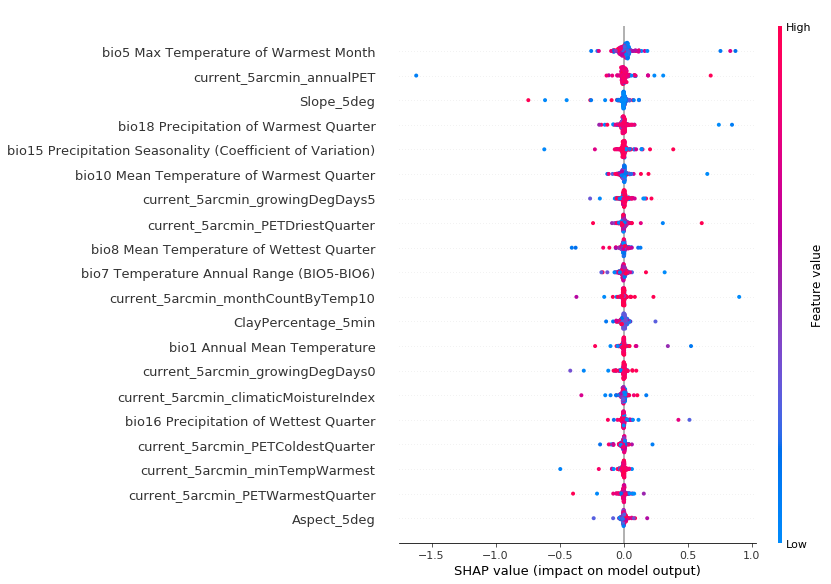 High
bio5 Max Temperature of Warmest Month
current_5arcmin_annualPET
Slope_5deg
bio18 Precipitation of Warmest Quarter
bio15 Precipitation Seasonality (Coefficient of Variation)
bio10 Mean Temperature of Warmest Quarter
current_5arcmin_growingDegDays5
current_5arcmin_PETDriestQuarter
bio8 Mean Temperature of Wettest Quarter
bio7 Temperature Annual Range (BIO5-BIO6)
current_5arcmin_monthCountByTemp10
ClayPercentage_5min
bio1 Annual Mean Temperature
current_5arcmin_growingDegDays0
current_5arcmin_climaticMoistureIndex
bio16 Precipitation of Wettest Quarter
current_5arcmin_PETColdestQuarter
current_5arcmin_minTempWarmest
current_5arcmin_PETWarmestQuarter
Aspect_5deg
Feature value
Low
−1.5 −1.0 −0.5 0.0 0.5 1.0
SHAP value (impact on model output)